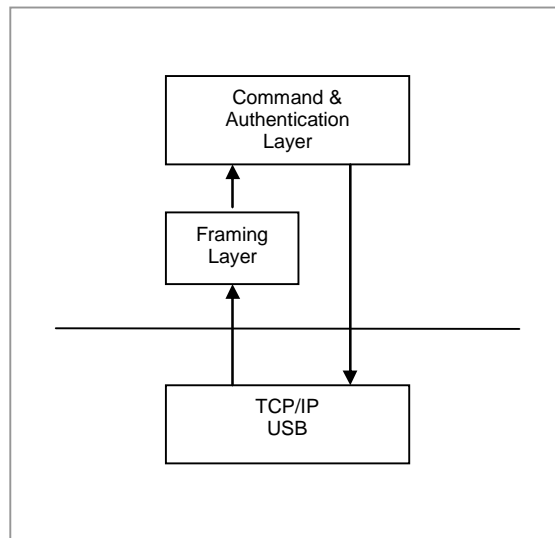 Command &
Authentication
Layer
Framing
Layer
TCP/IP
USB